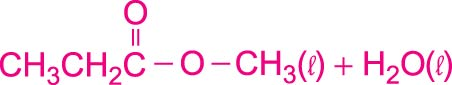 O
||
CH₃CH₂C – O – CH₃(ℓ) + H₂O(ℓ)